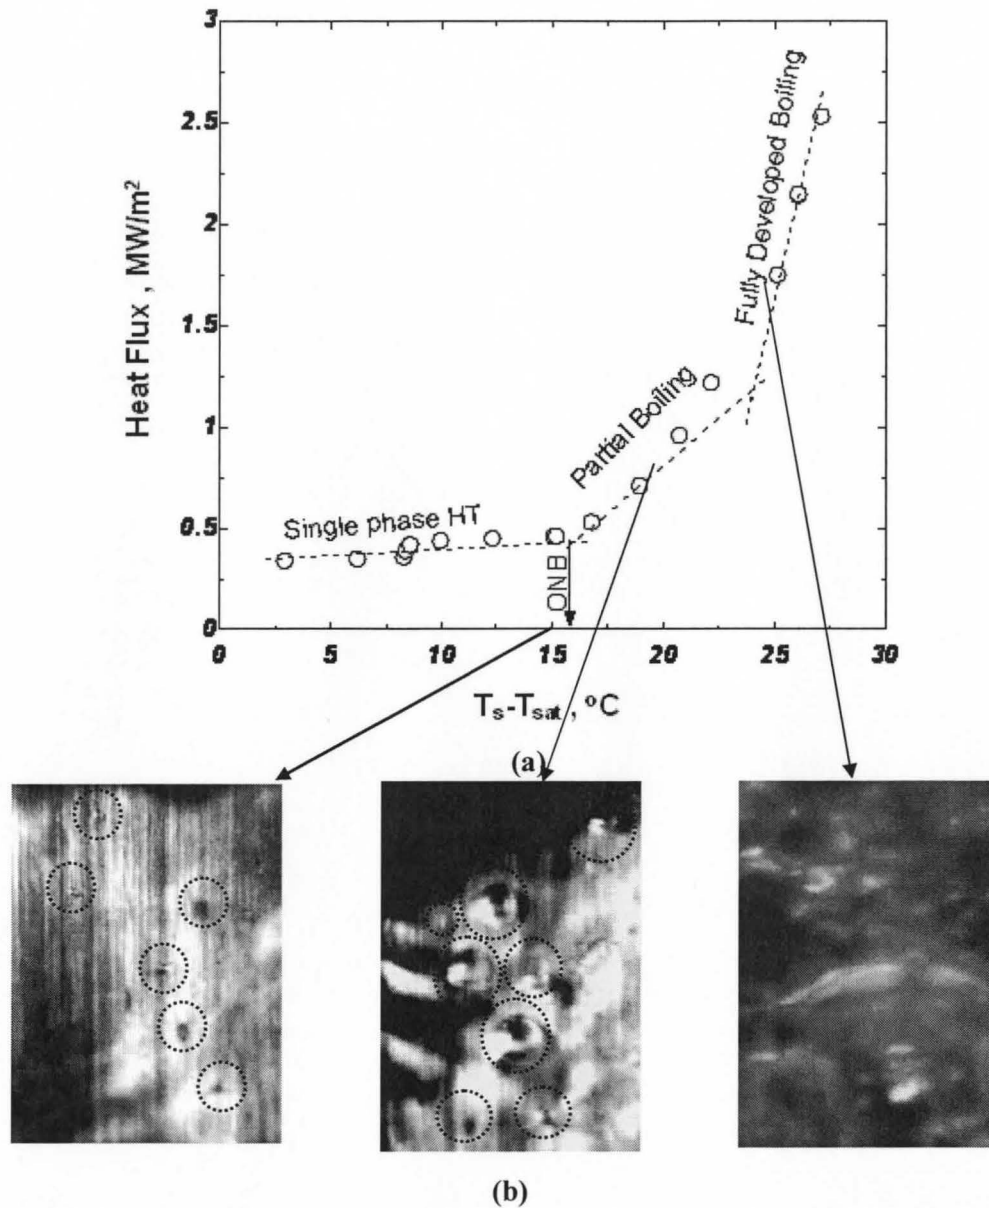 3
2.5
2
1.5
1
0.5
0
Heat Flux , MW/m²
Single phase HT
ONB
Partial Boiling
Fully Developed Boiling
0 5 10 15 20 25 30
Tₛ-Tₛₐₜ , °C
(a)
(b)